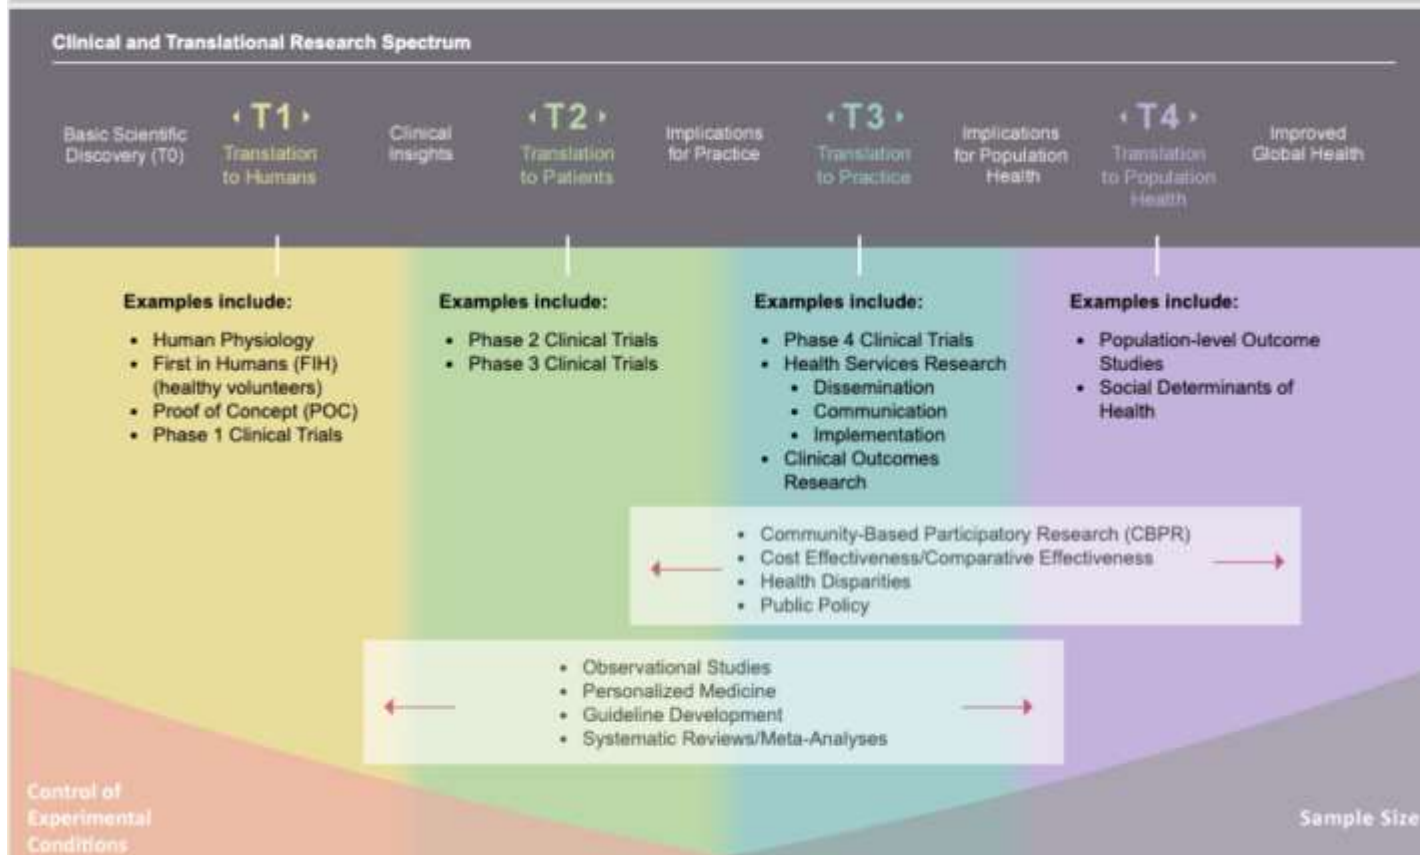 Clinical and Translational Research Spectrum
Basic Scientific
Discovery (T0)
T1
Translation
to Humans
Clinical
Insights
T2
Translation
to Patients
Implications
for Practice
T3
Translation
to Practice
Implications
for Population
Health
T4
Translation
to Population
Health
Improved
Global Health
Examples include:
• Human Physiology
• First in Humans (FIH)
(healthy volunteers)
• Proof of Concept (POC)
• Phase 1 Clinical Trials
Examples include:
• Phase 2 Clinical Trials
• Phase 3 Clinical Trials
Examples include:
• Phase 4 Clinical Trials
• Health Services Research
• Dissemination
• Communication
• Implementation
• Clinical Outcomes
Research
Examples include:
• Population-level Outcome
Studies
• Social Determinants of
Health
• Community-Based Participatory Research (CBPR)
• Cost Effectiveness/Comparative Effectiveness
• Health Disparities
• Public Policy
• Observational Studies
• Personalized Medicine
• Guideline Development
• Systematic Reviews/Meta-Analyses
Control of
Experimental
Conditions
Sample Size